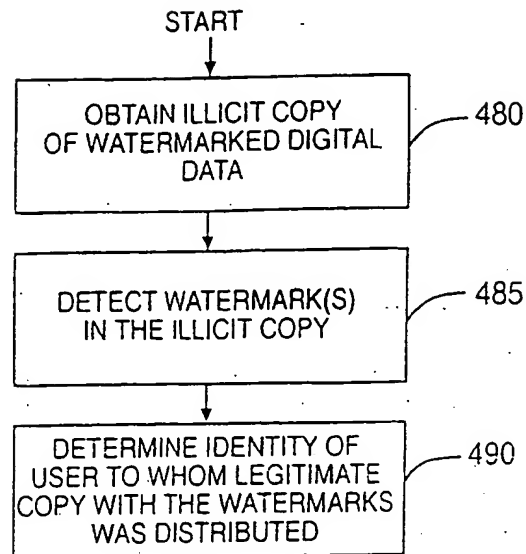 START
OBTAIN ILLICIT COPY
OF WATERMARKED DIGITAL
DATA
480
DETECT WATERMARK(S)
IN THE ILLICIT COPY
485
DETERMINE IDENTITY OF
USER TO WHOM LEGITIMATE
COPY WITH THE WATERMARKS
WAS DISTRIBUTED
490